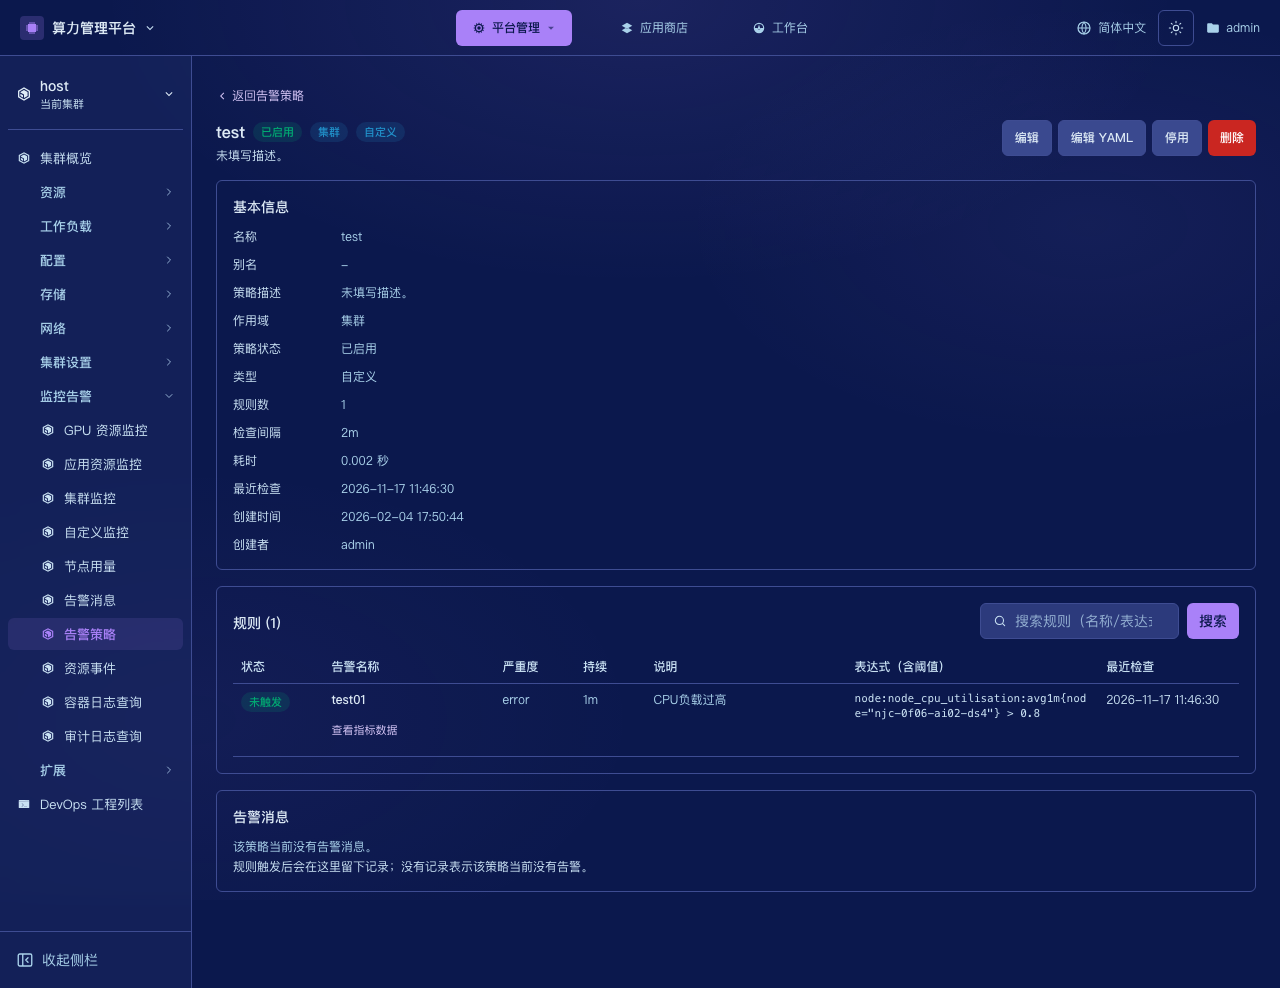 算力管理平台
平台管理
应用商店
工作台
简体中文
admin
host
当前集群
集群概览
资源
工作负载
配置
存储
网络
集群设置
监控告警
GPU 资源监控
应用资源监控
集群监控
自定义监控
节点用量
告警消息
告警策略
资源事件
容器日志查询
审计日志查询
扩展
DevOps 工程列表
收起侧栏
返回告警策略
test 已启用 集群 自定义
未填写描述。
编辑 编辑 YAML 停用 删除
基本信息
名称 test
别名 –
策略描述 未填写描述。
作用域 集群
策略状态 已启用
类型 自定义
规则数 1
检查间隔 2m
耗时 0.002 秒
最近检查 2026-11-17 11:46:30
创建时间 2026-02-04 17:50:44
创建者 admin
规则 (1)
搜索规则（名称/表达式
搜索
状态 告警名称 严重度 持续 说明 表达式（含阈值） 最近检查
未触发 test01 error 1m CPU负载过高 node:node_cpu_utilisation:avg1m{nod 2026-11-17 11:46:30
e="njc-0f06-ai02-ds4"} > 0.8
查看指标数据
告警消息
该策略当前没有告警消息。
规则触发后会在这里留下记录；没有记录表示该策略当前没有告警。